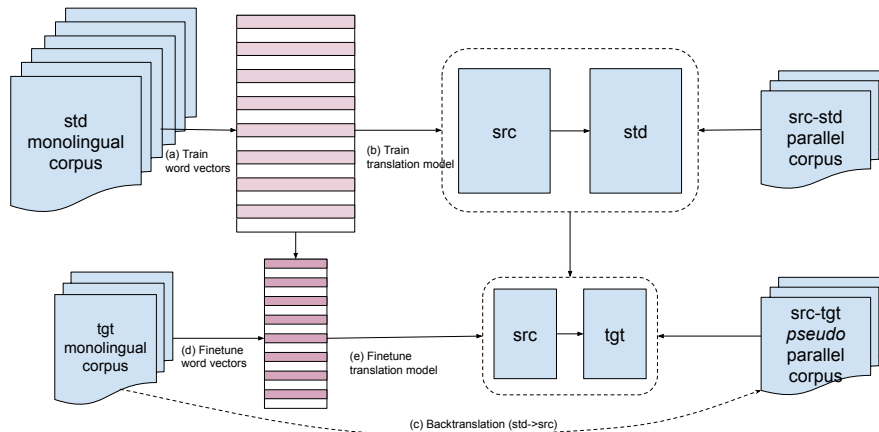 std
monolingual
corpus
(a) Train
word vectors
(b) Train
translation model
src
std
src-std
parallel
corpus
tgt
monolingual
corpus
(d) Finetune
word vectors
(e) Finetune
translation model
src
tgt
src-tgt
pseudo
parallel
corpus
(c) Backtranslation (std->src)